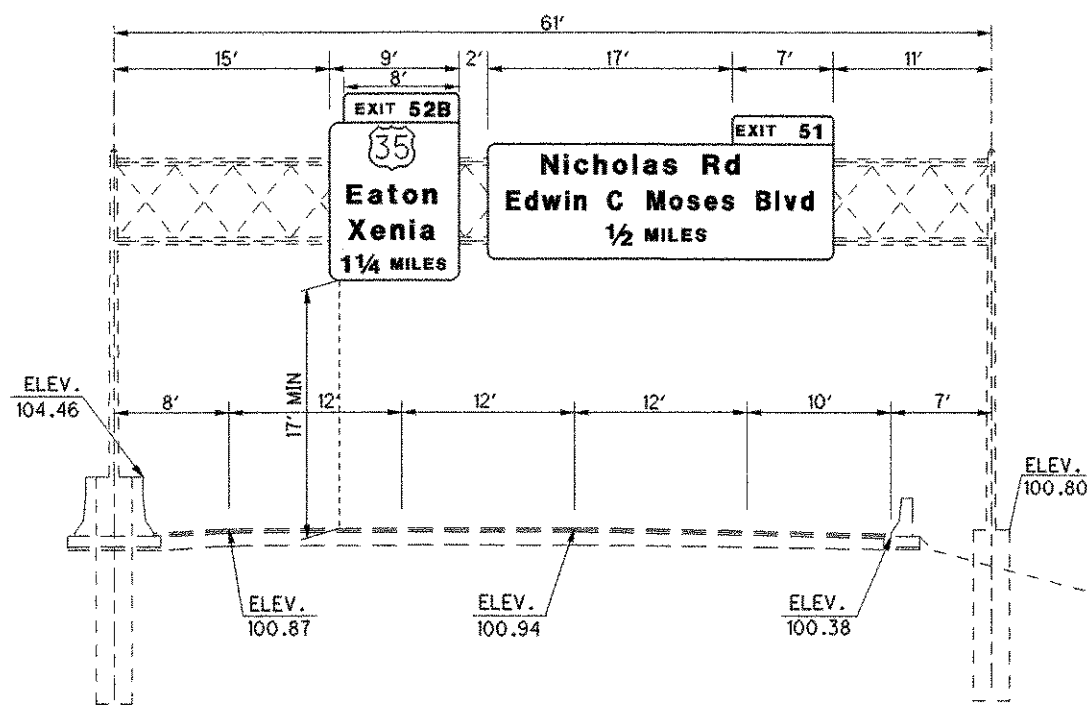 61'
15'
9'
2'
17'
7'
11'
8'
EXIT 52B
35
Eaton
Xenia
1 1/4 MILES
EXIT 51
Nicholas Rd
Edwin C Moses Blvd
1/2 MILES
17' MIN
ELEV.
104.46
8'
12'
12'
12'
10'
7'
ELEV.
100.80
ELEV.
100.87
ELEV.
100.94
ELEV.
100.38